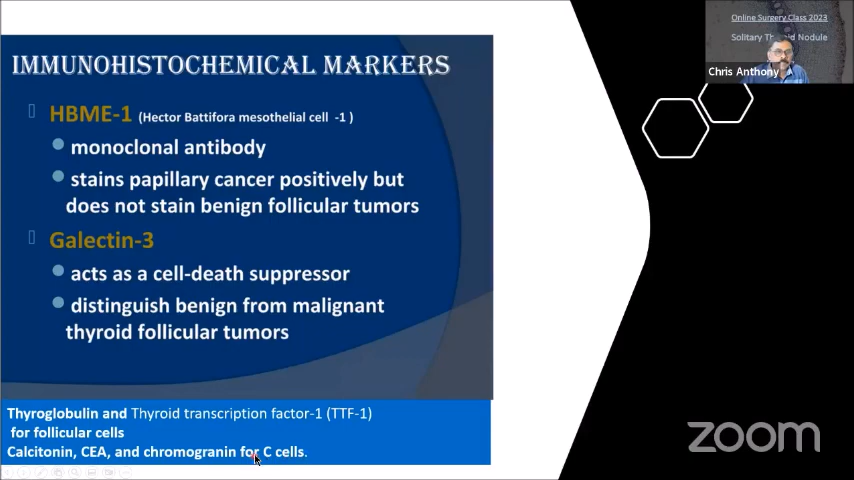 Online Surgery Class 2023
Solitary Thyroid Nodule
Chris Anthony
IMMUNOHISTOCHEMICAL MARKERS
HBME-1 (Hector Battifora mesothelial cell -1 )
monoclonal antibody
stains papillary cancer positively but
does not stain benign follicular tumors
Galectin-3
acts as a cell-death suppressor
distinguish benign from malignant
thyroid follicular tumors
Thyroglobulin and Thyroid transcription factor-1 (TTF-1)
for follicular cells
Calcitonin, CEA, and chromogranin for C cells.
zoom